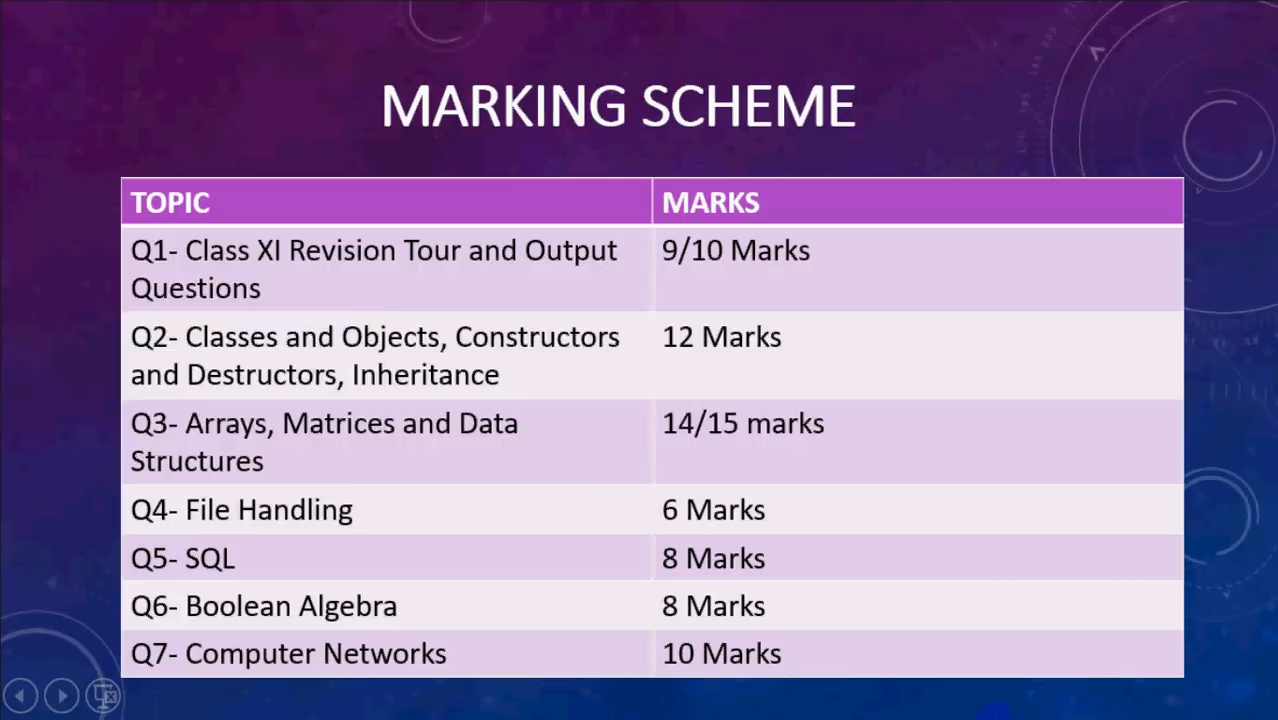 MARKING SCHEME
TOPIC
MARKS
Q1- Class XI Revision Tour and Output
Questions
9/10 Marks
Q2- Classes and Objects, Constructors
and Destructors, Inheritance
12 Marks
Q3- Arrays, Matrices and Data
Structures
14/15 marks
Q4- File Handling
6 Marks
Q5- SQL
8 Marks
Q6- Boolean Algebra
8 Marks
Q7- Computer Networks
10 Marks